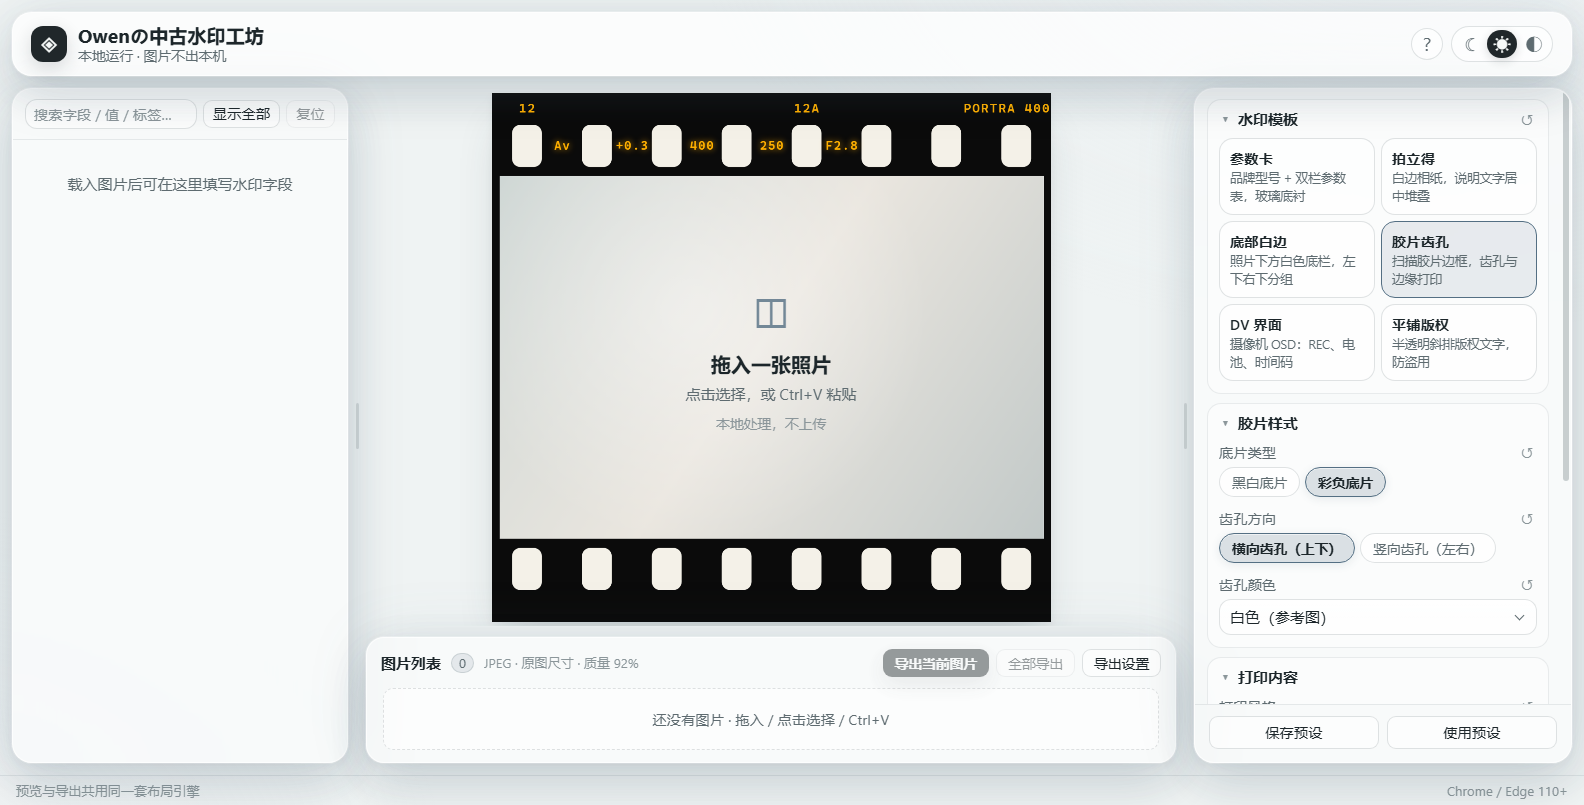 Owenの中古水印工坊
本地运行 · 图片不出本机
?
搜索字段 / 值 / 标签...
显示全部
复位
载入图片后可在这里填写水印字段
12
12A
PORTRA 400
Av
+0.3
400
250
F2.8
拖入一张照片
点击选择，或 Ctrl+V 粘贴
本地处理，不上传
图片列表
0
JPEG · 原图尺寸 · 质量 92%
导出当前图片
全部导出
导出设置
还没有图片 · 拖入 / 点击选择 / Ctrl+V
水印模板
参数卡
品牌型号 + 双栏参数
表，玻璃底衬
拍立得
白边相纸，说明文字居
中堆叠
底部白边
照片下方白色底栏，左
下右下分组
胶片齿孔
扫描胶片边框，齿孔与
边缘打印
DV 界面
摄像机 OSD：REC、电
池、时间码
平铺版权
半透明斜排版权文字，
防盗用
胶片样式
底片类型
黑白底片
彩负底片
齿孔方向
横向齿孔（上下）
竖向齿孔（左右）
齿孔颜色
白色（参考图）
打印内容
保存预设
使用预设
预览与导出共用同一套布局引擎
Chrome / Edge 110+